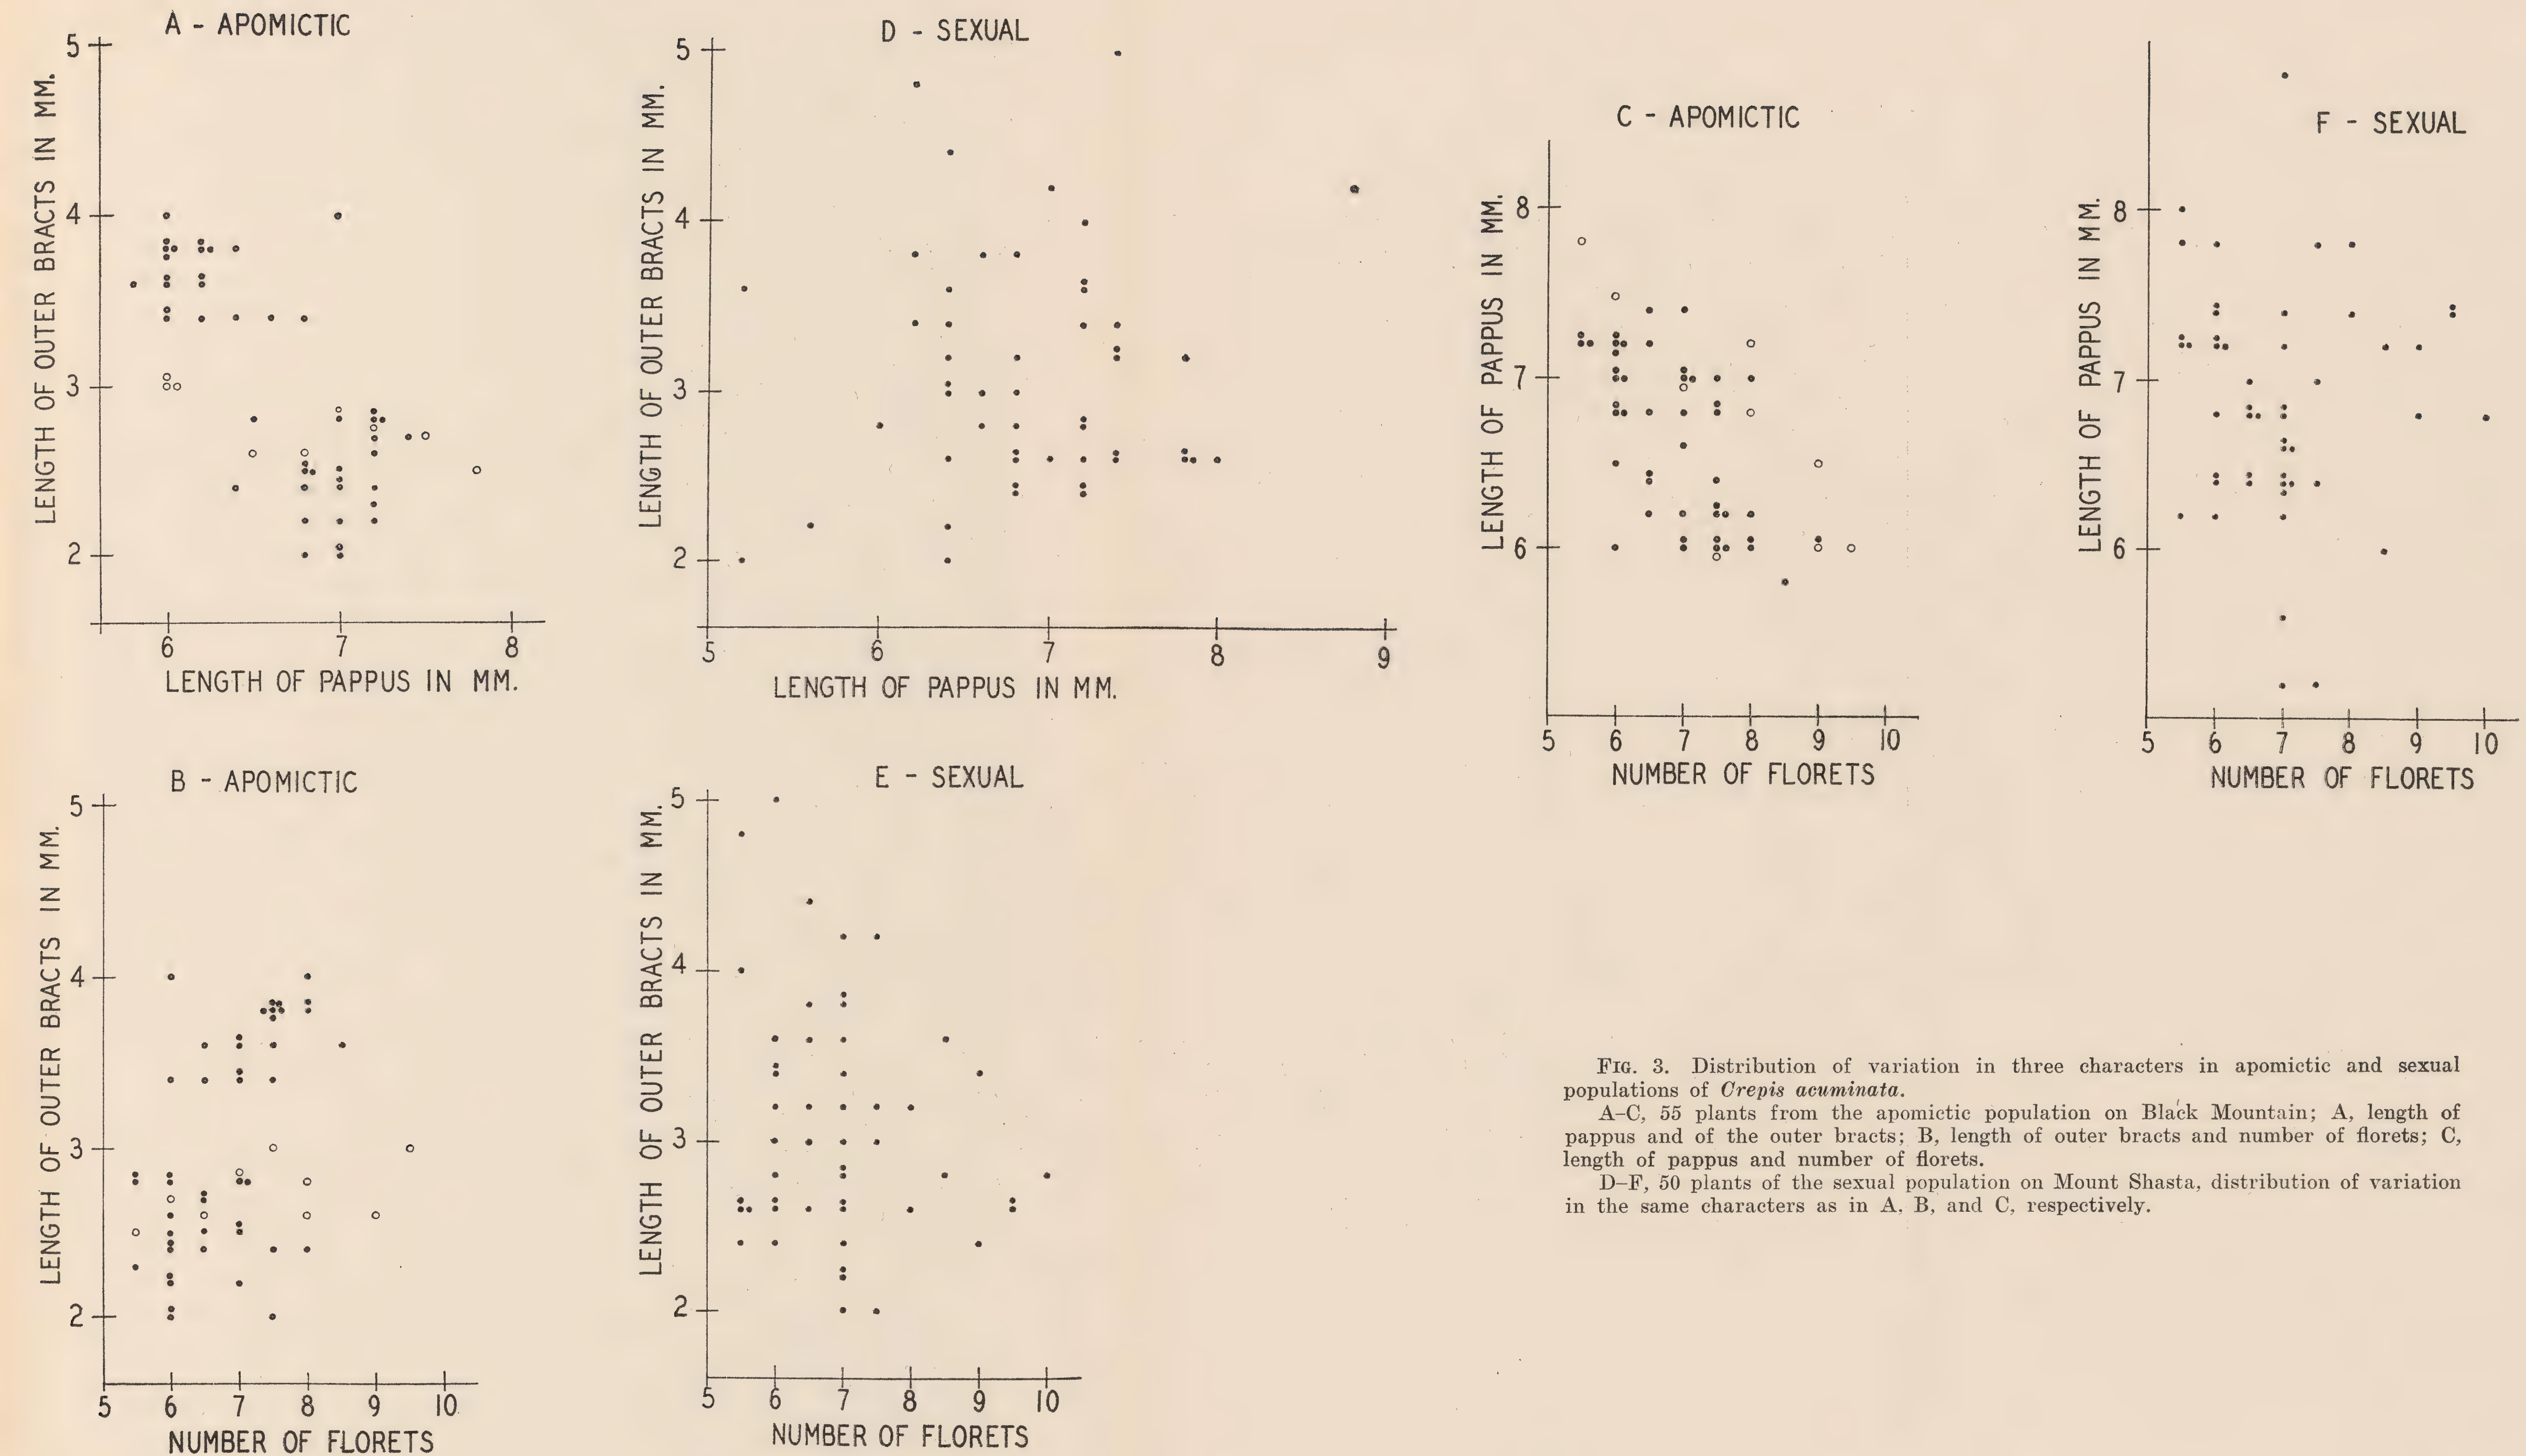 A - APOMICTIC
LENGTH OF OUTER BRACTS IN MM.
5
4
3
2
6 7 8
LENGTH OF PAPPUS IN MM.
D - SEXUAL
LENGTH OF OUTER BRACTS IN MM.
5
4
3
2
5 6 7 8 9
LENGTH OF PAPPUS IN MM.
C - APOMICTIC
LENGTH OF PAPPUS IN MM.
8
7
6
5 6 7 8 9 10
NUMBER OF FLORETS
F - SEXUAL
LENGTH OF PAPPUS IN MM.
8
7
6
5 6 7 8 9 10
NUMBER OF FLORETS
B - APOMICTIC
LENGTH OF OUTER BRACTS IN MM.
5
4
3
2
5 6 7 8 9 10
NUMBER OF FLORETS
E - SEXUAL
LENGTH OF OUTER BRACTS IN MM.
5
4
3
2
5 6 7 8 9 10
NUMBER OF FLORETS
FIG. 3. Distribution of variation in three characters in apomictic and sexual
populations of Crepis acuminata.
A–C, 55 plants from the apomictic population on Black Mountain; A, length of
pappus and of the outer bracts; B, length of outer bracts and number of florets; C,
length of pappus and number of florets.
D–F, 50 plants of the sexual population on Mount Shasta, distribution of variation
in the same characters as in A, B, and C, respectively.